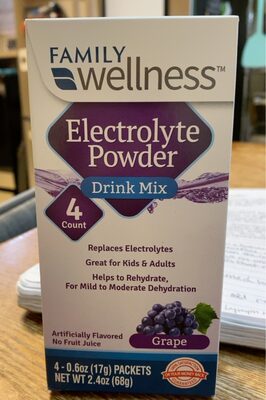 FAMILY
wellness™
Electrolyte
Powder
Drink Mix
4
Count
Replaces Electrolytes
Great for Kids & Adults
Helps to Rehydrate,
For Mild to Moderate Dehydration
Artificially Flavored
No Fruit Juice
Grape
4 - 0.6oz (17g) PACKETS
NET WT 2.4oz (68g)